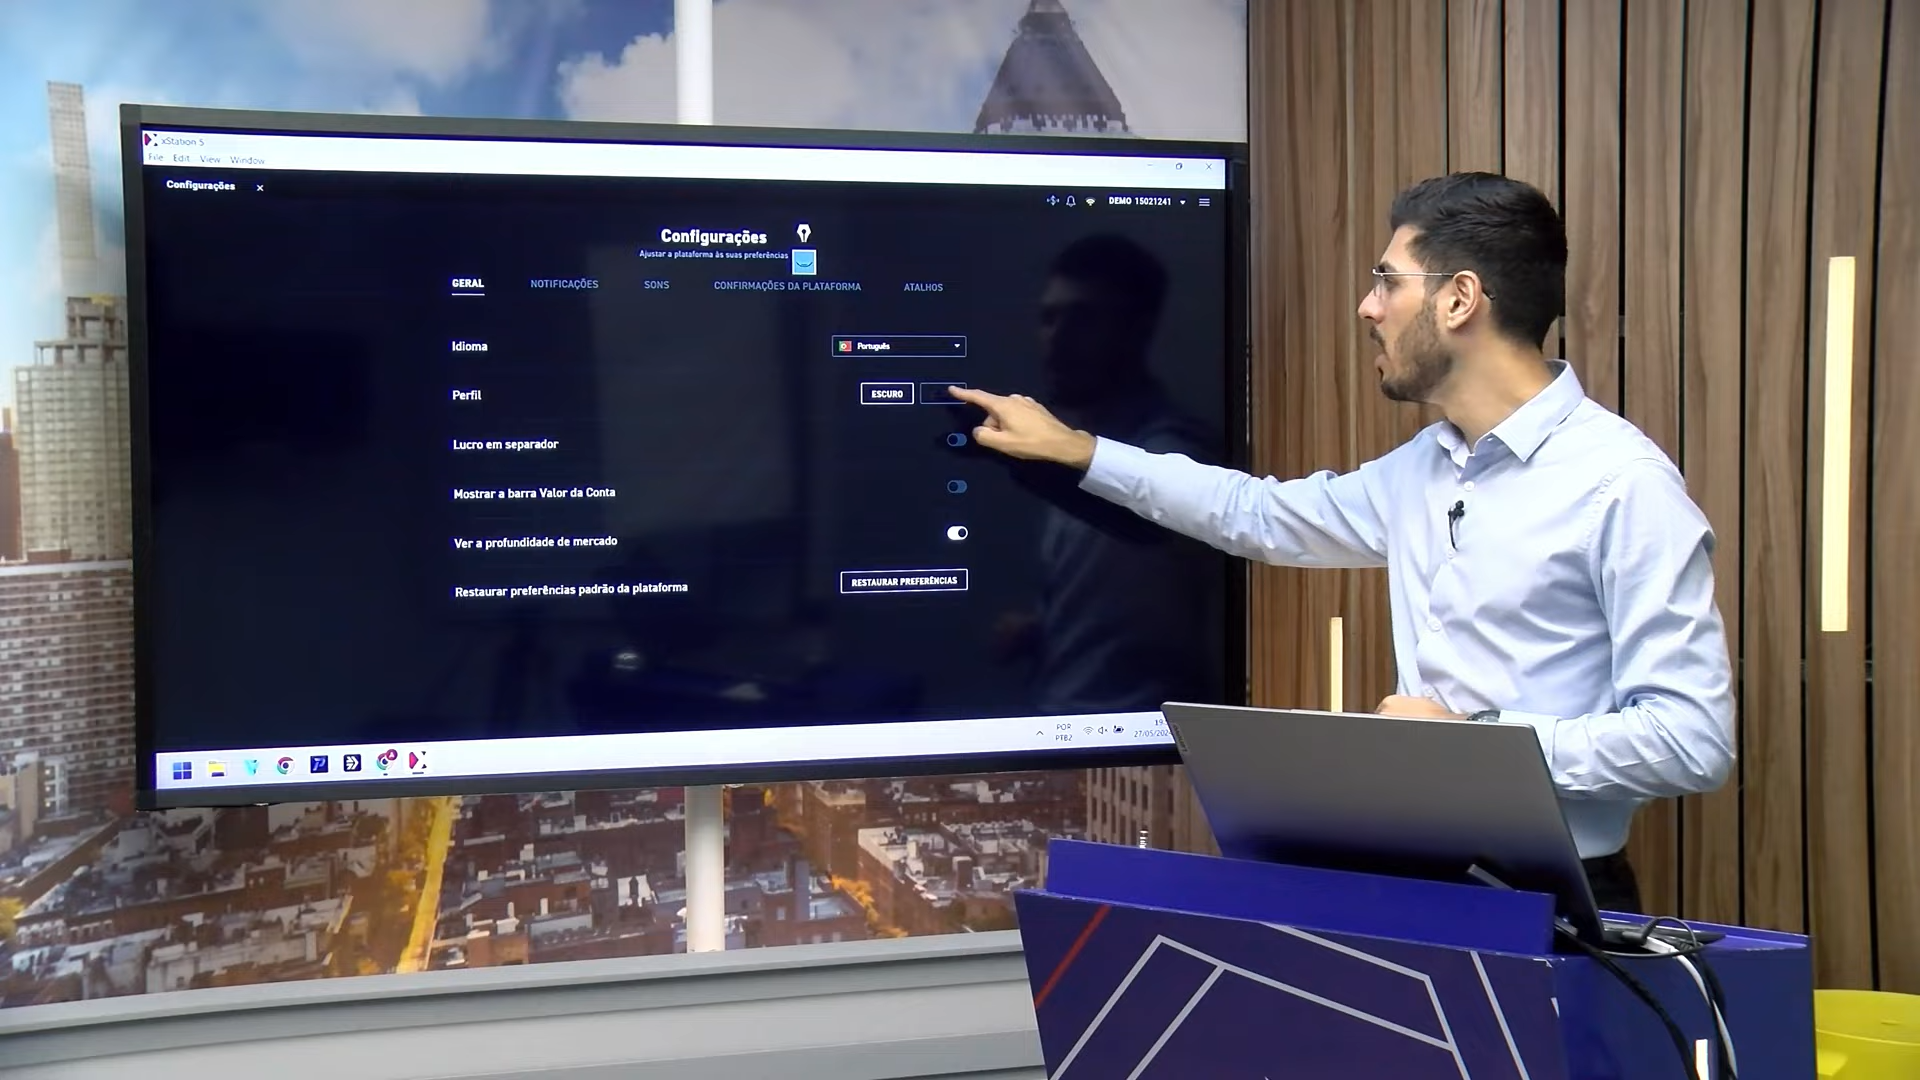 xStation 5
File Edit View Window
Configurações
DEMO 15021241
Configurações
Ajustar a plataforma às suas preferências
GERAL NOTIFICAÇÕES SONS CONFIRMAÇÕES DA PLATAFORMA ATALHOS
Idioma Português
Perfil ESCURO
Lucro em separador
Mostrar a barra Valor da Conta
Ver a profundidade de mercado
Restaurar preferências padrão da plataforma RESTAURAR PREFERÊNCIAS
POR
PTB2